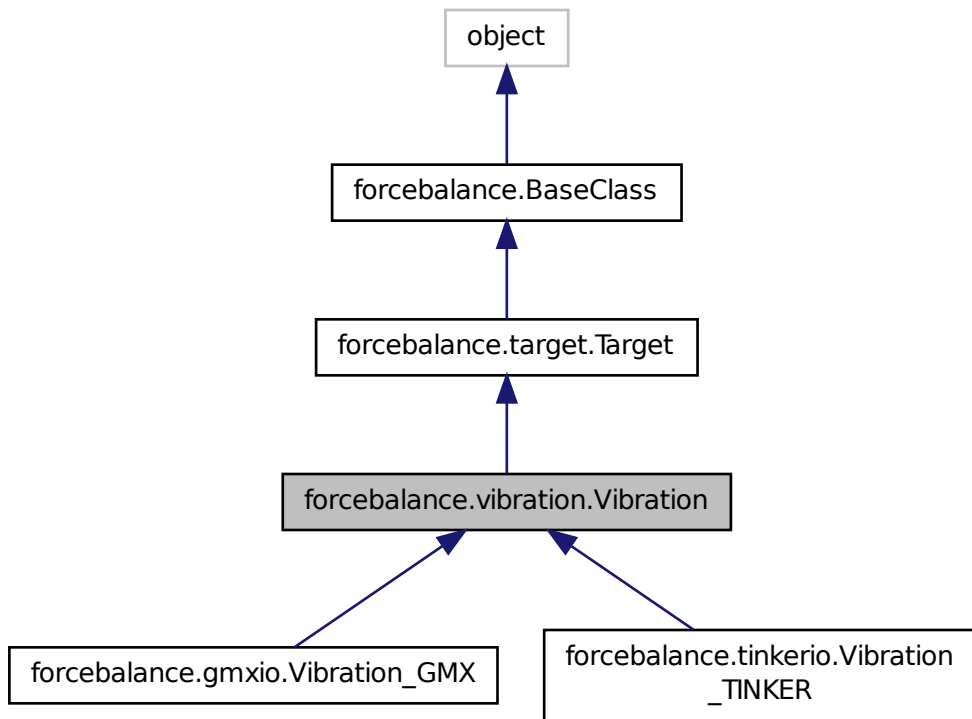 object
forcebalance.BaseClass
forcebalance.target.Target
forcebalance.vibration.Vibration
forcebalance.gmxio.Vibration_GMX
forcebalance.tinkerio.Vibration
_TINKER